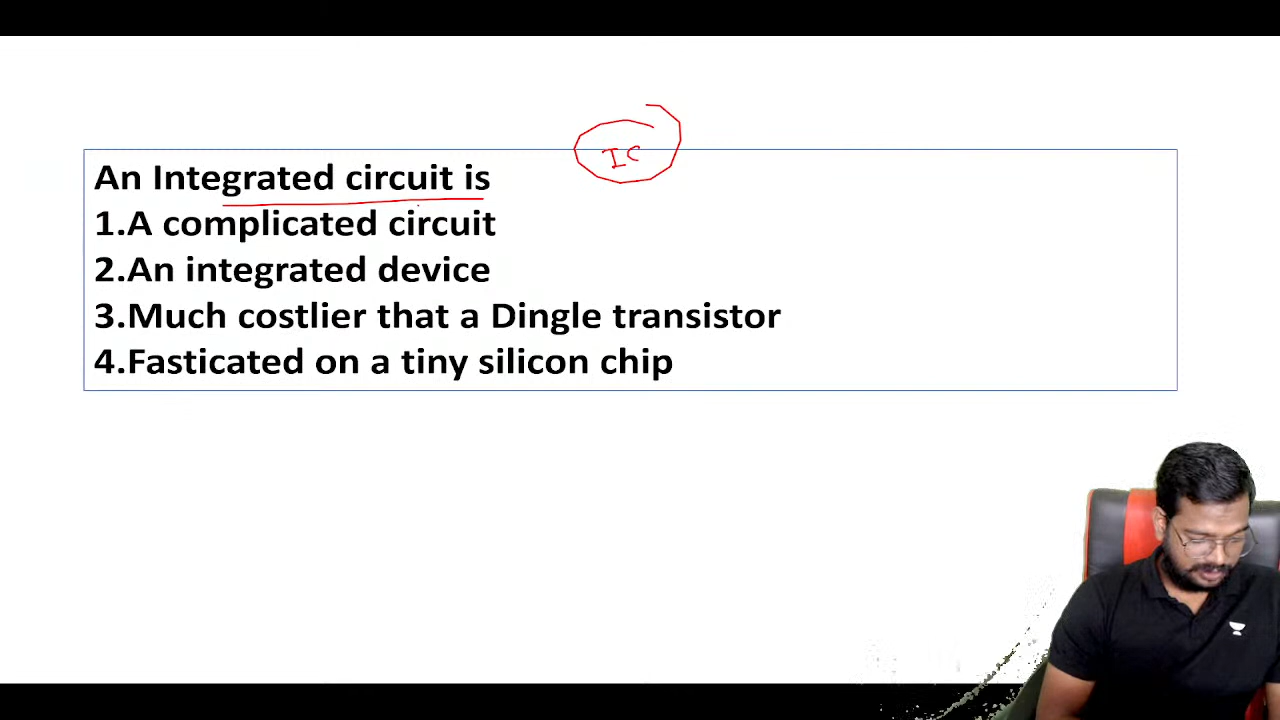 IC
An Integrated circuit is
1.A complicated circuit
2.An integrated device
3.Much costlier that a Dingle transistor
4.Fasticated on a tiny silicon chip